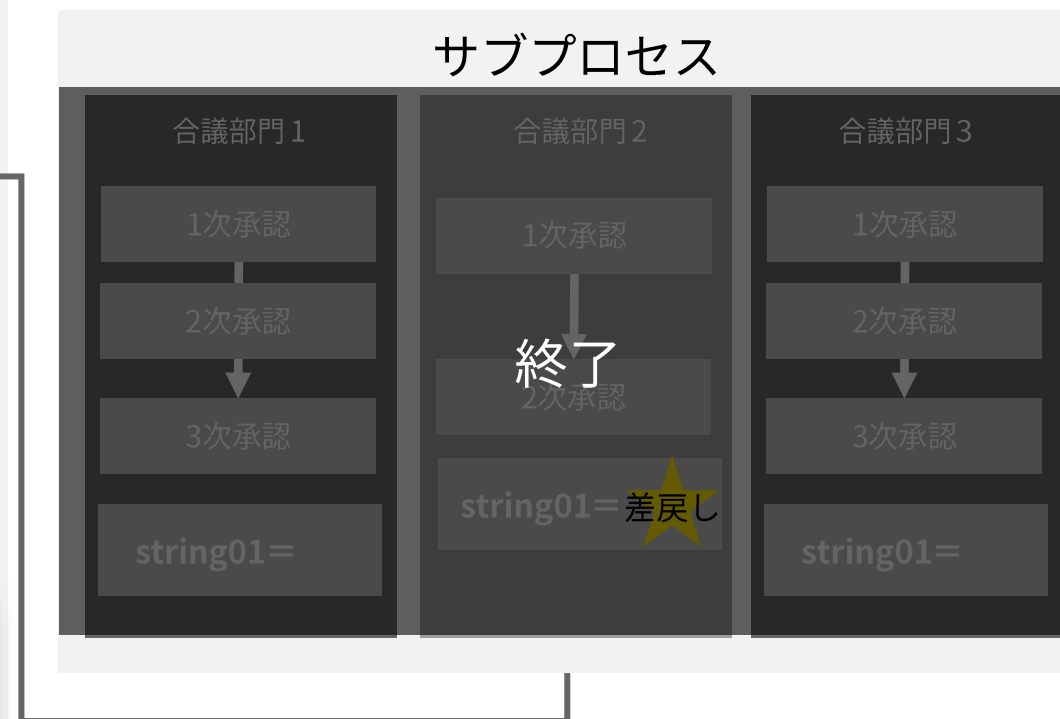 サブプロセス
合議部門1
1次承認
2次承認
3次承認
string01=
合議部門2
1次承認
終了
2次承認
string01=差戻し
合議部門3
1次承認
2次承認
3次承認
string01=